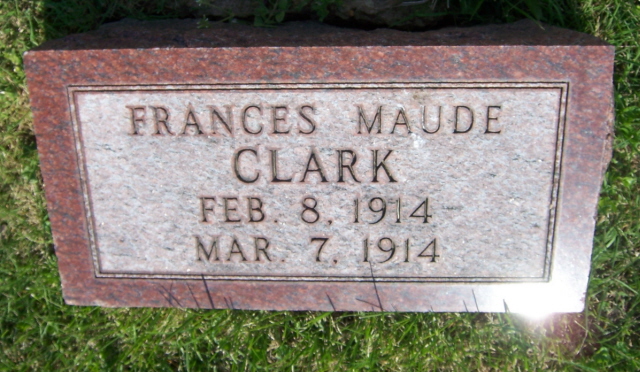 FRANCES MAUDE
CLARK
FEB. 8, 1914
MAR. 7, 1914